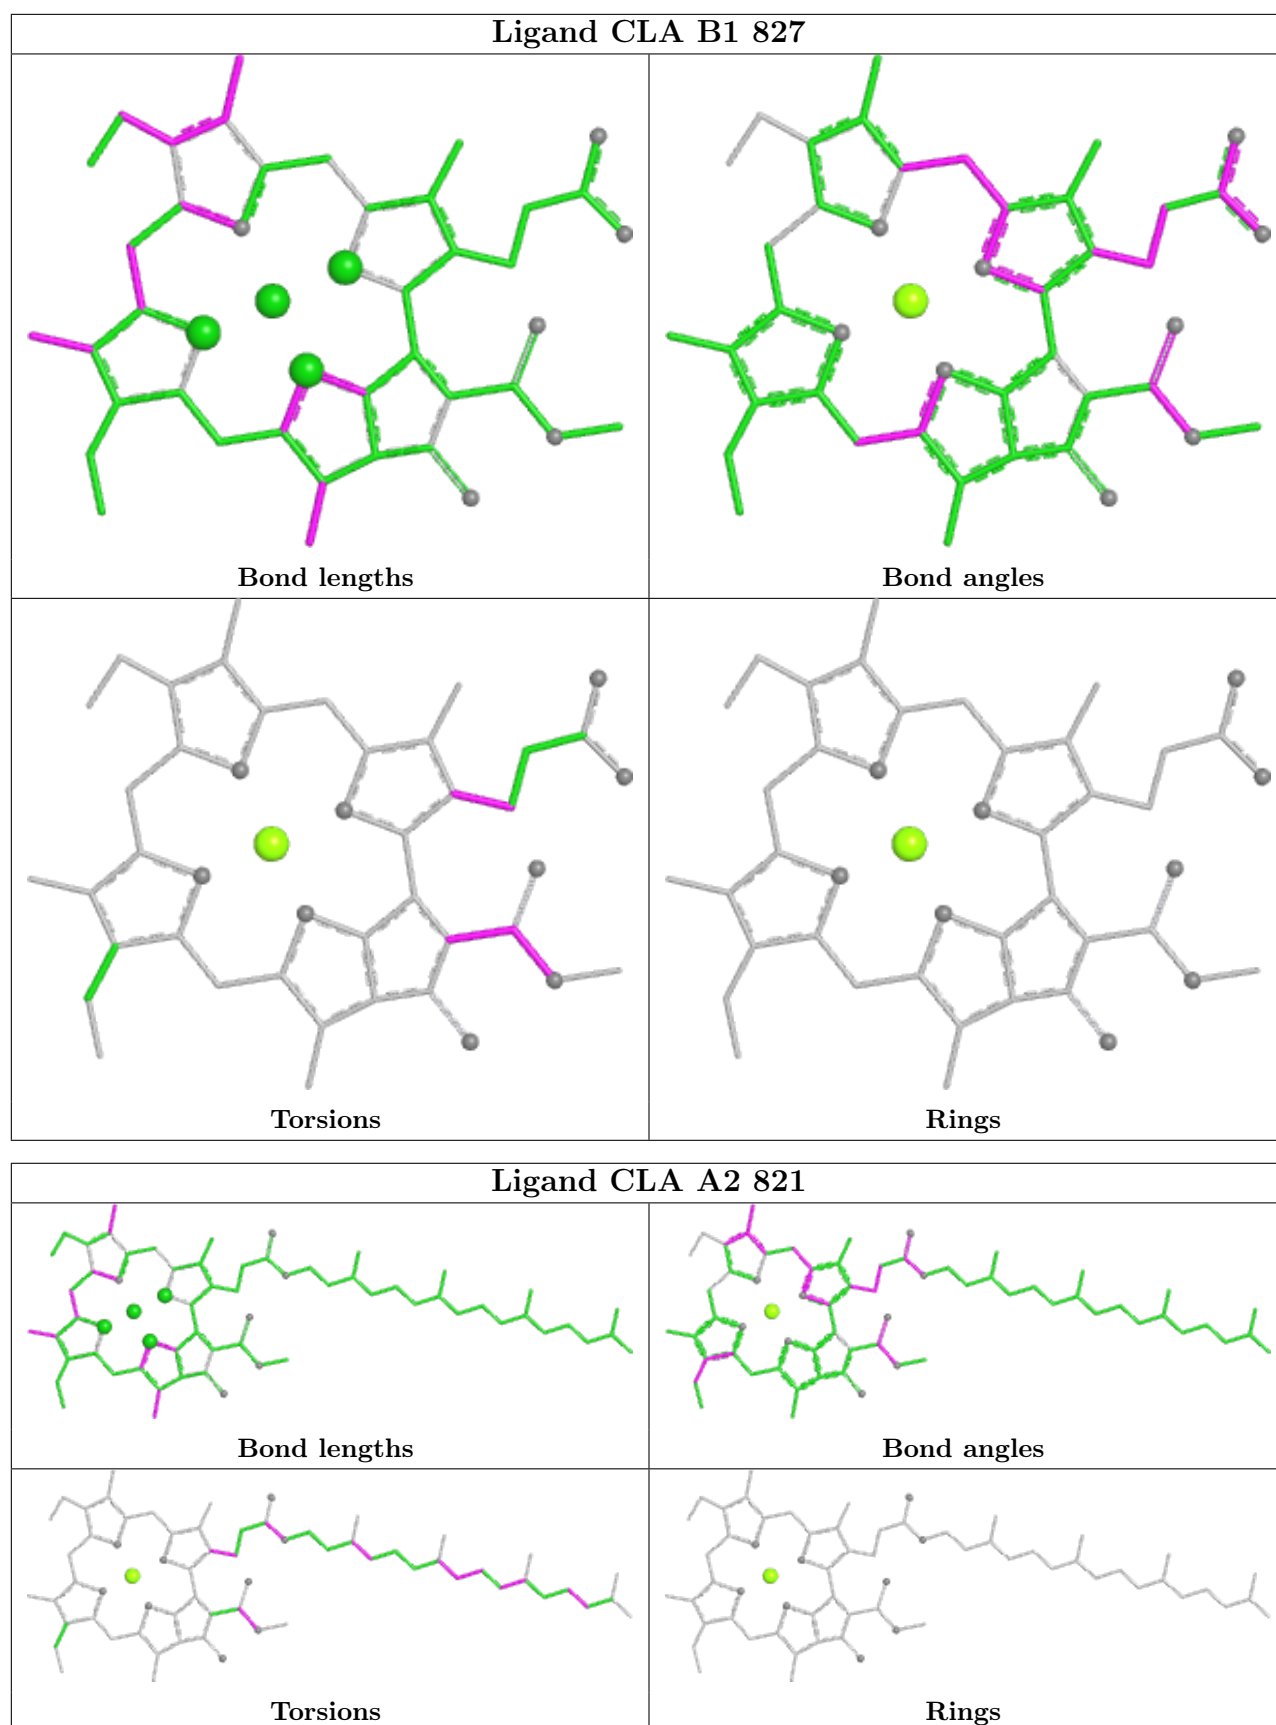 Ligand CLA B1 827
Bond lengths
Bond angles
Torsions
Rings
Ligand CLA A2 821
Bond lengths
Bond angles
Torsions
Rings